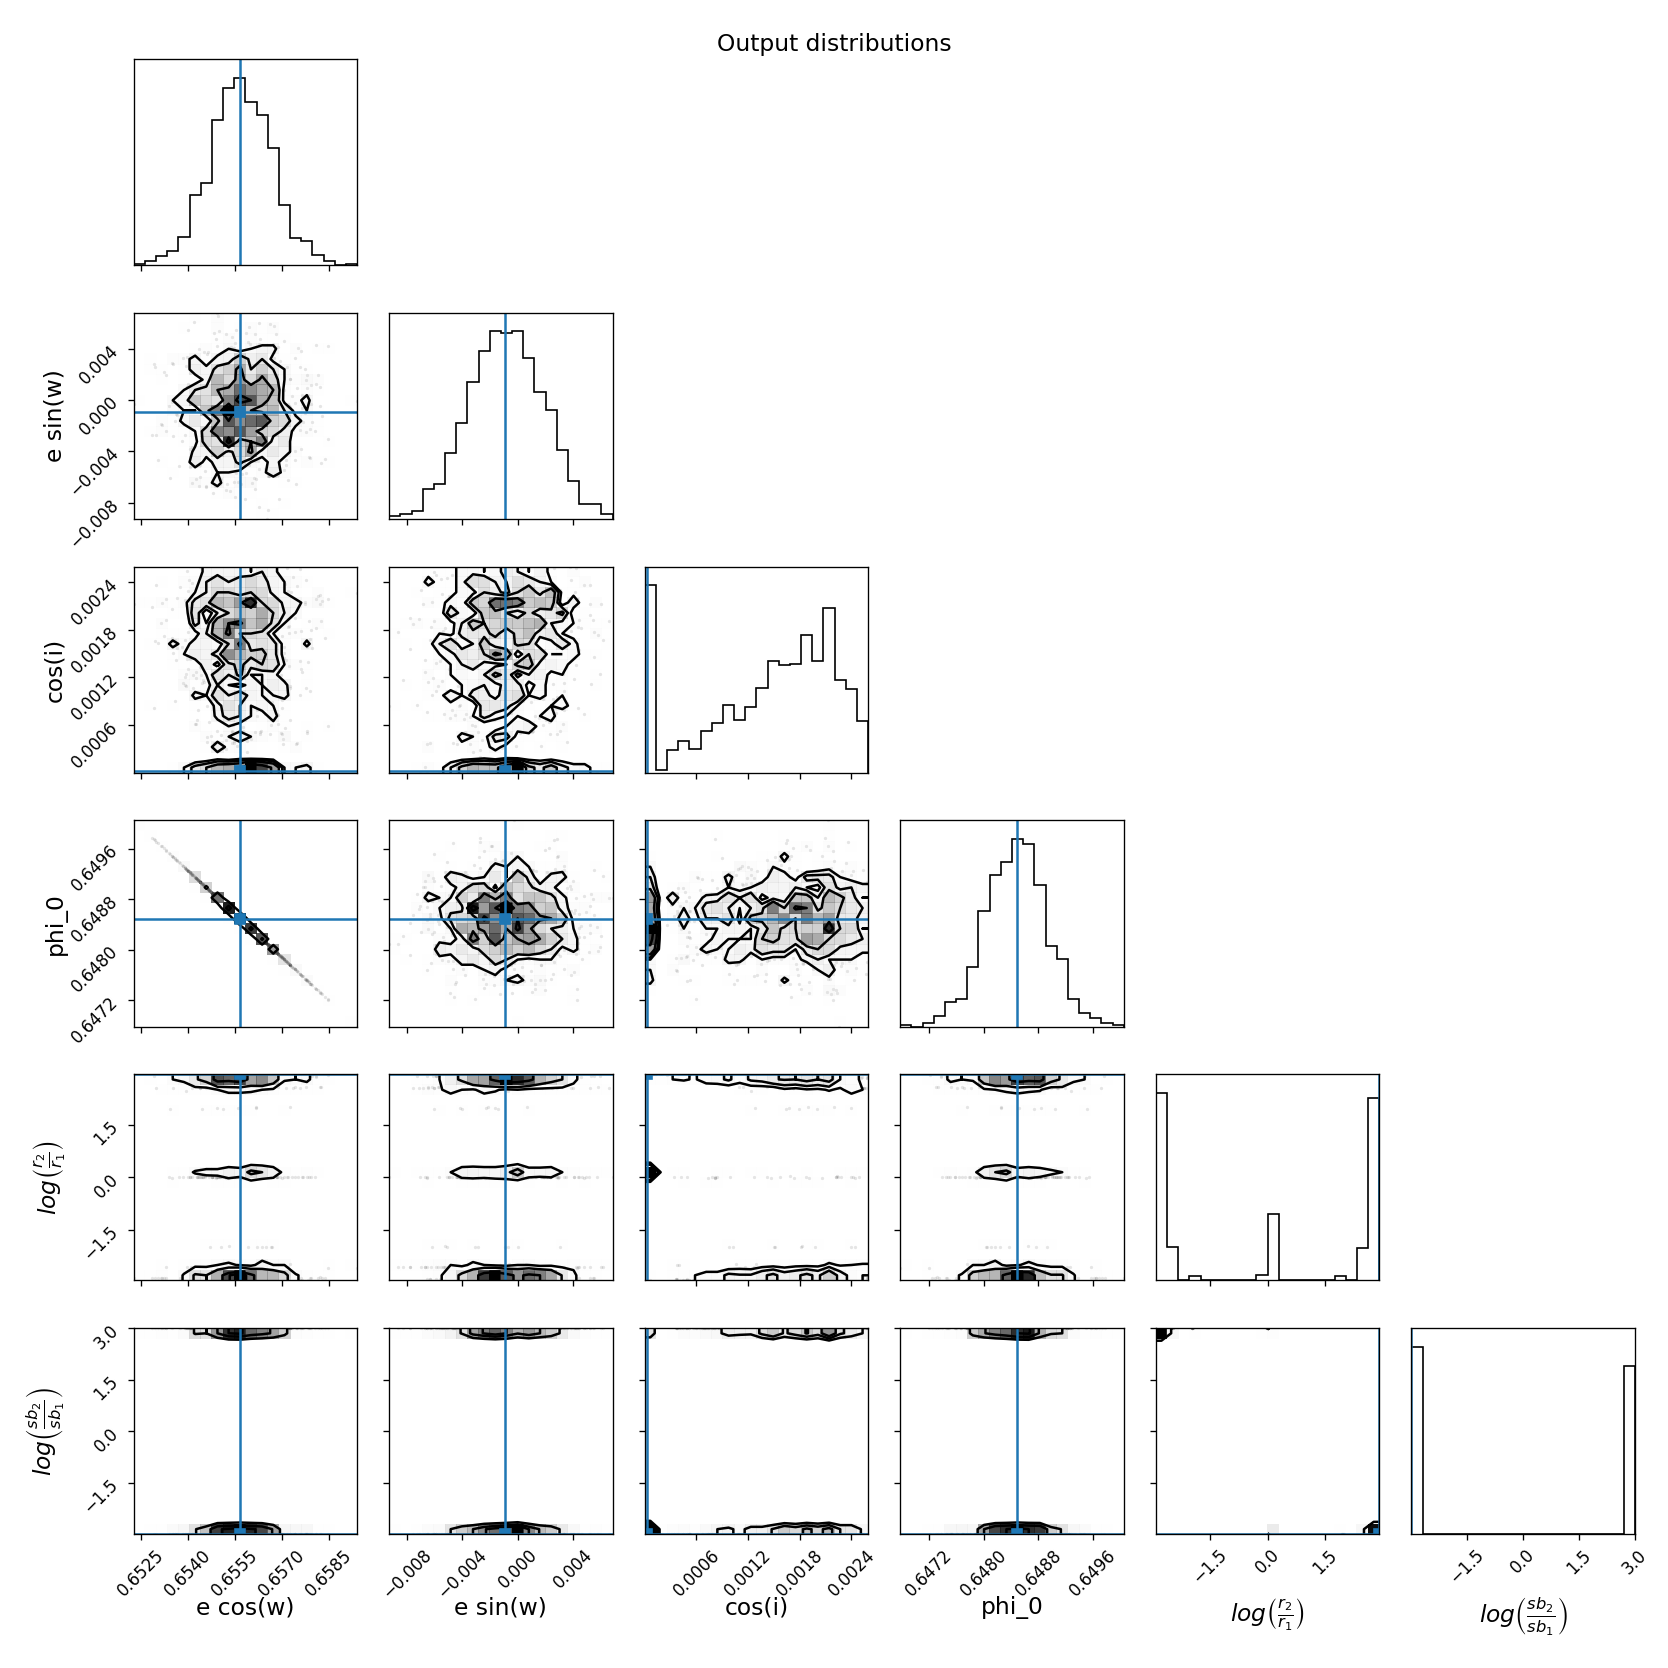 Output distributions
e sin(w)
0.004
0.000
−0.004
−0.008
cos(i)
0.0024
0.0018
0.0012
0.0006
phi_0
0.6496
0.6488
0.6480
0.6472
log(r₂/r₁)
1.5
0.0
−1.5
log(sb₂/sb₁)
3.0
1.5
0.0
−1.5
0.6525 0.6540 0.6555 0.6570 0.6585
e cos(w)
−0.008 −0.004 0.000 0.004
e sin(w)
0.0006 0.0012 0.0018 0.0024
cos(i)
0.6472 0.6480 0.6488 0.6496
phi_0
−1.5 0.0 1.5
log(r₂/r₁)
−1.5 0.0 1.5 3.0
log(sb₂/sb₁)